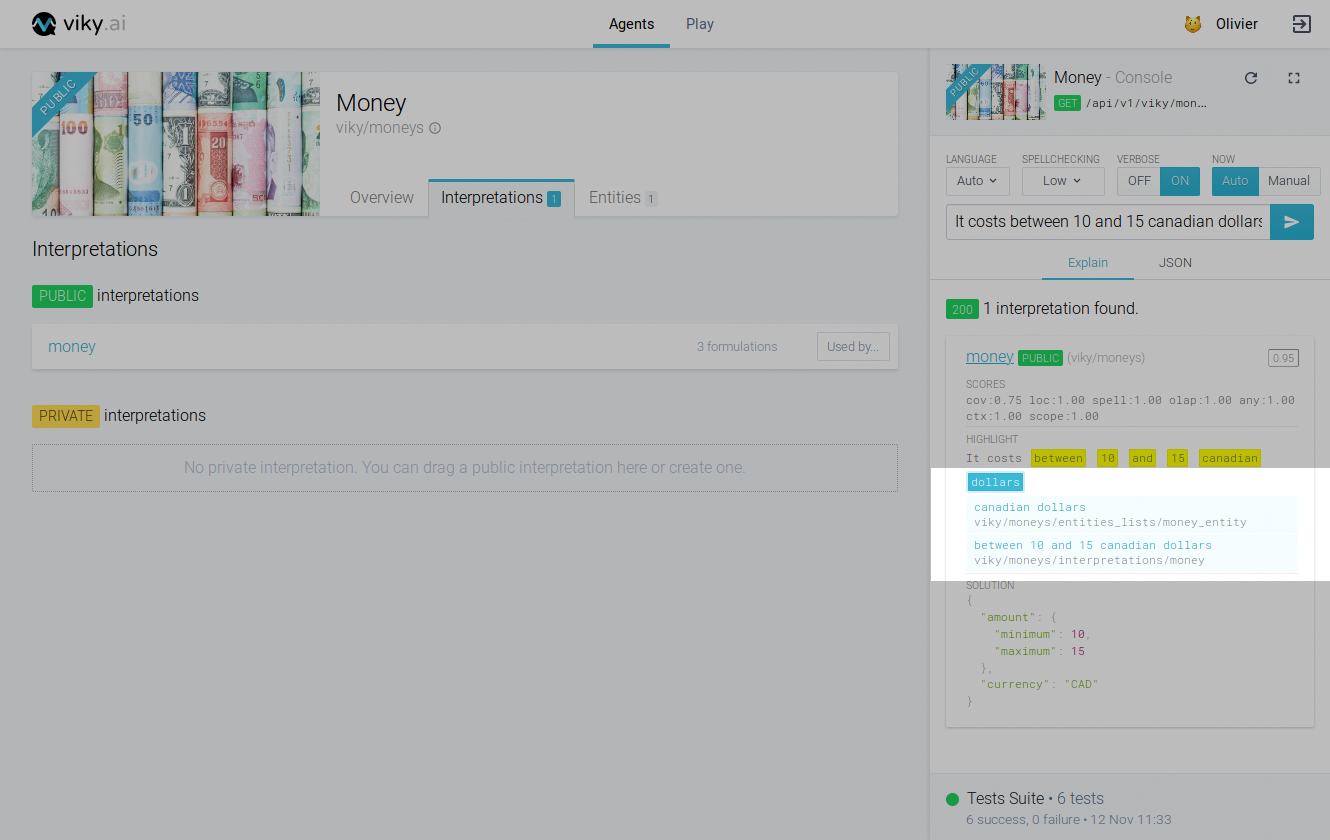 viky.ai
Agents
Play
Olivier
PUBLIC
Money
viky/moneys
Overview
Interpretations 1
Entities 1
Interpretations
PUBLIC interpretations
money
3 formulations
Used by...
PRIVATE interpretations
No private interpretation. You can drag a public interpretation here or create one.
PUBLIC
Money - Console
GET /api/v1/viky/mon...
LANGUAGE
SPELLCHECKING
VERBOSE
NOW
Auto
Low
OFF
ON
Auto
Manual
It costs between 10 and 15 canadian dollars
Explain
JSON
200 1 interpretation found.
money PUBLIC (viky/moneys)
0.95
SCORES
cov:0.75 loc:1.00 spell:1.00 olap:1.00 any:1.00
ctx:1.00 scope:1.00
HIGHLIGHT
It costs between 10 and 15 canadian
dollars
canadian dollars
viky/moneys/entities_lists/money_entity
between 10 and 15 canadian dollars
viky/moneys/interpretations/money
SOLUTION
{
"amount": {
"minimum": 10,
"maximum": 15
},
"currency": "CAD"
}
Tests Suite • 6 tests
6 success, 0 failure • 12 Nov 11:33